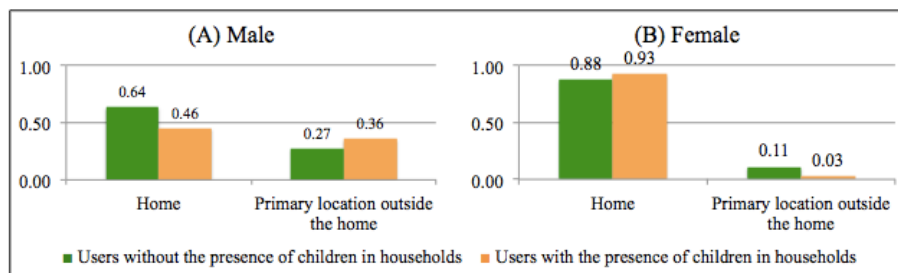 (A) Male
1.00
0.50
0.00
0.64
0.46
0.27
0.36
Home
Primary location outside
the home
(B) Female
1.00
0.50
0.00
0.88
0.93
0.11
0.03
Home
Primary location outside
the home
Users without the presence of children in households
Users with the presence of children in households